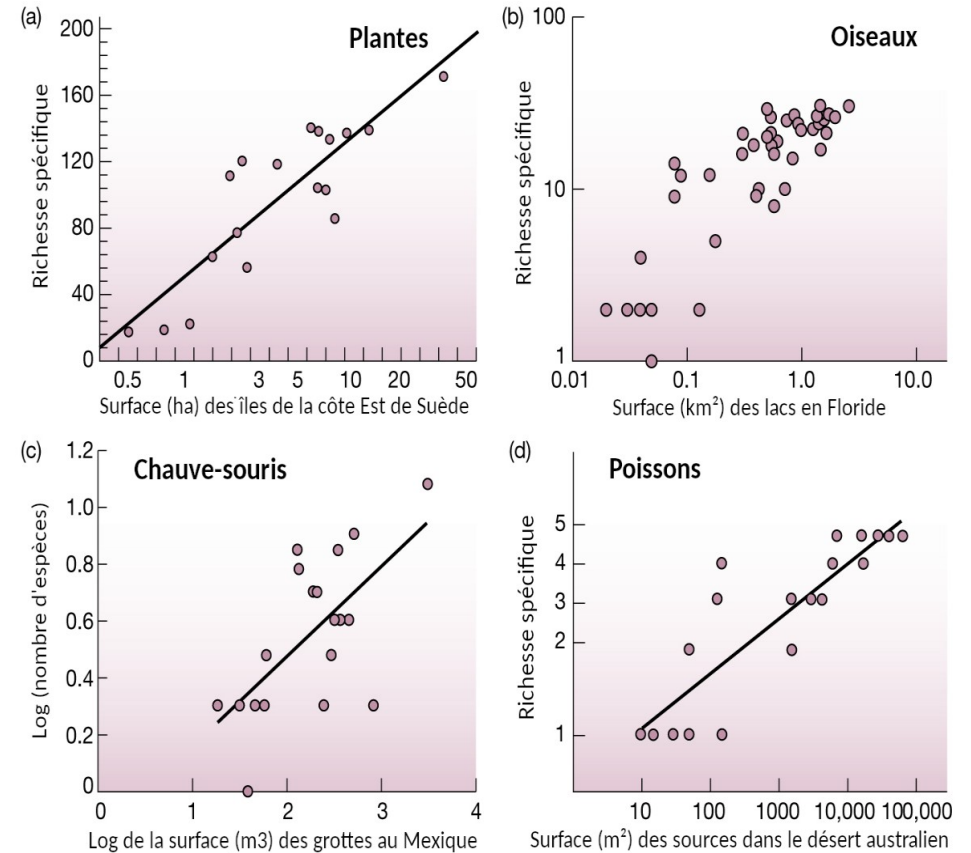 (a)
Plantes
Richesse spécifique
200
160
120
80
40
0
0.5 1 3 5 10 20 50
Surface (ha) des îles de la côte Est de Suède
(b)
Oiseaux
Richesse spécifique
100
10
1
0.01 0.1 1.0 10.0
Surface (km²) des lacs en Floride
(c)
Chauve-souris
Log (nombre d'espèces)
1.2
1.0
0.8
0.6
0.4
0.2
0
0 1 2 3 4
Log de la surface (m3) des grottes au Mexique
(d)
Poissons
Richesse spécifique
5
4
3
2
1
10 100 1000 10,000 100,000
Surface (m²) des sources dans le désert australien